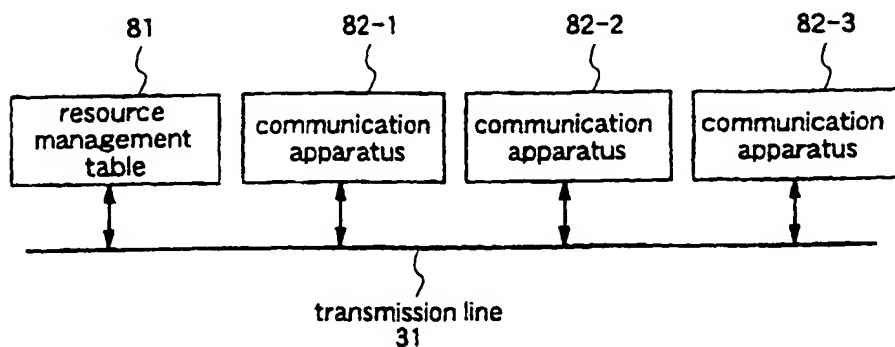 81
82-1
82-2
82-3
resource
management
table
communication
apparatus
communication
apparatus
communication
apparatus
transmission line
31